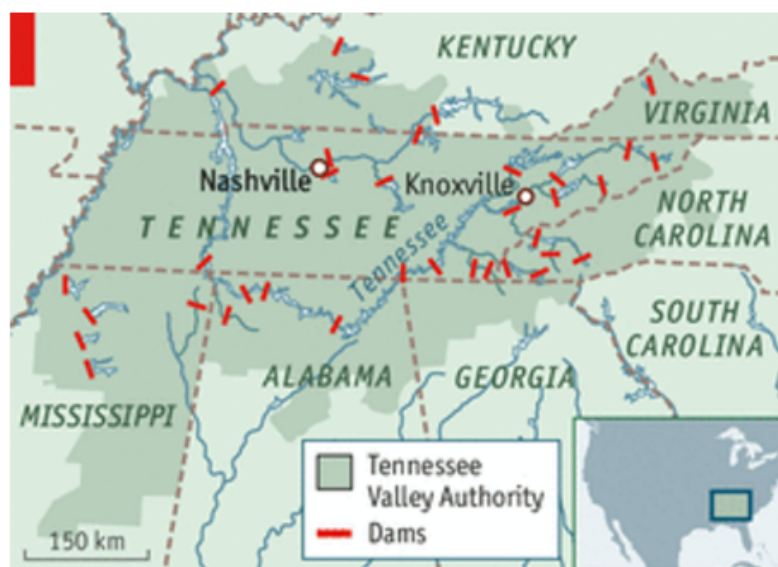 KENTUCKY
VIRGINIA
Nashville
Knoxville
TENNESSEE
Tennessee
NORTH
CAROLINA
SOUTH
CAROLINA
ALABAMA
GEORGIA
MISSISSIPPI
Tennessee
Valley Authority
Dams
150 km